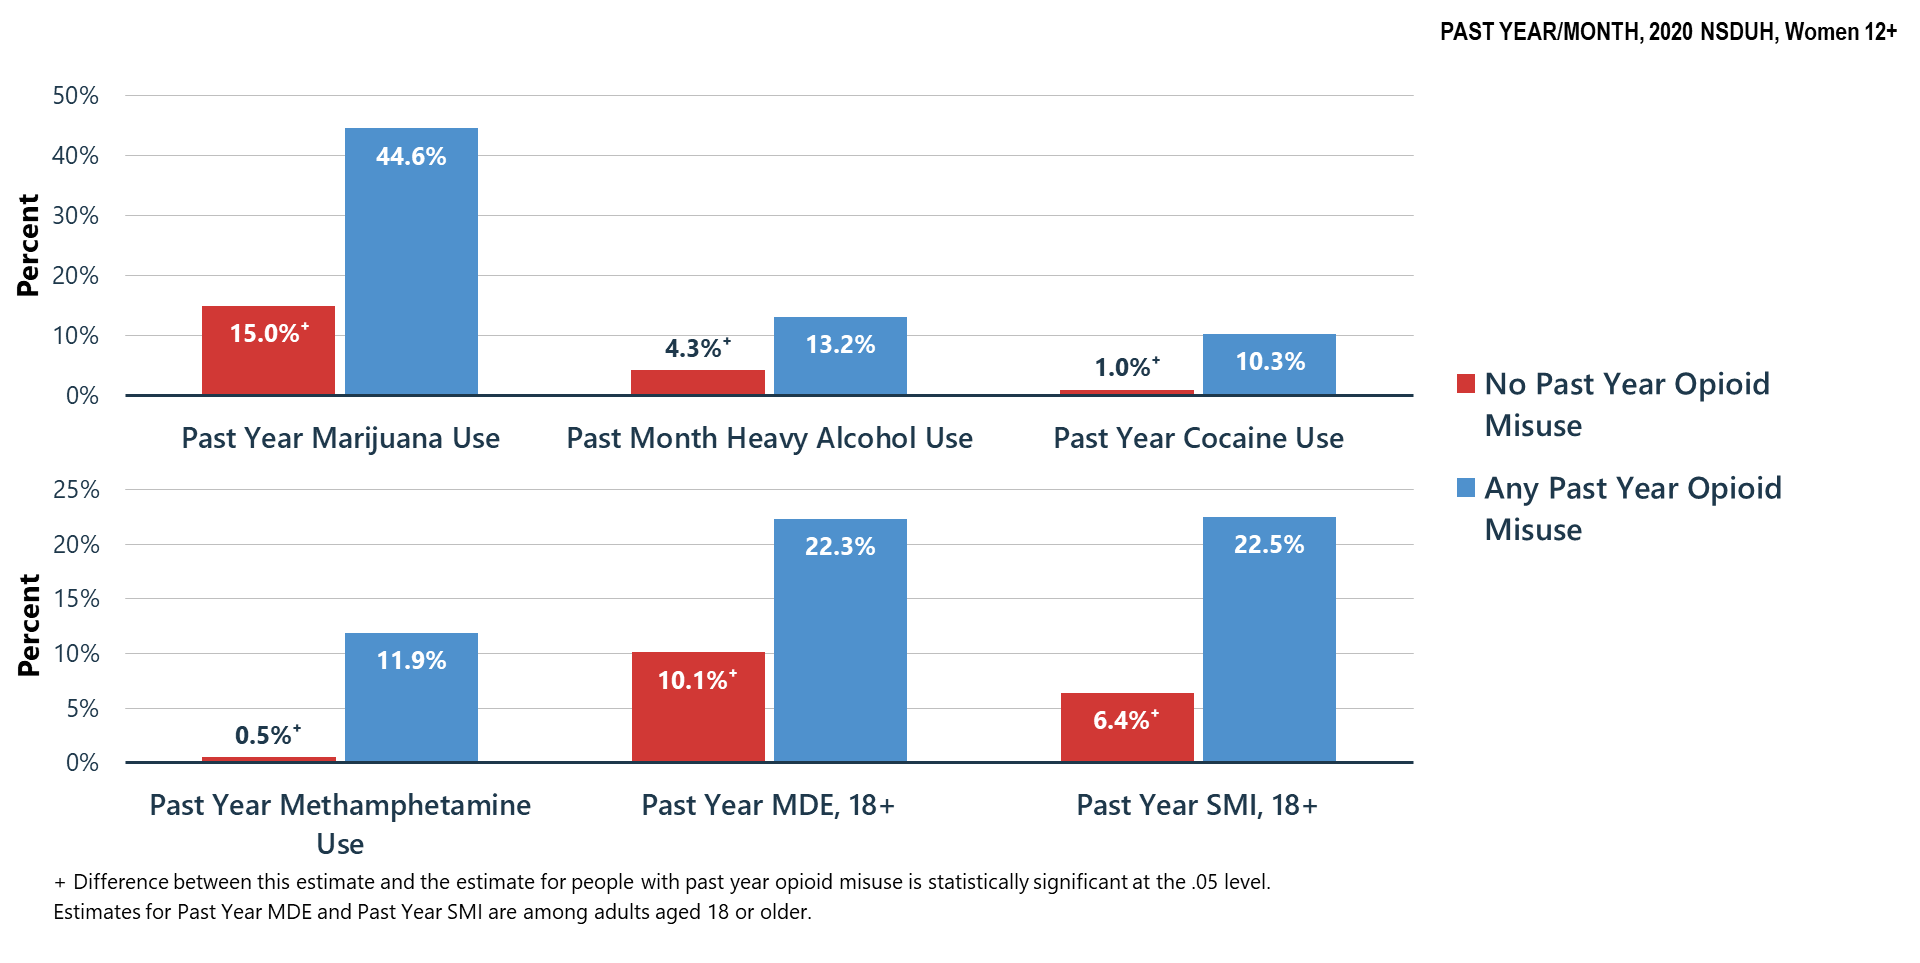 PAST YEAR/MONTH, 2020 NSDUH, Women 12+
Percent
50%
40%
30%
20%
10%
0%
15.0%+
44.6%
4.3%+
13.2%
1.0%+
10.3%
Past Year Marijuana Use
Past Month Heavy Alcohol Use
Past Year Cocaine Use
No Past Year Opioid
Misuse
Any Past Year Opioid
Misuse
Percent
25%
20%
15%
10%
5%
0%
0.5%+
11.9%
10.1%+
22.3%
6.4%+
22.5%
Past Year Methamphetamine
Use
Past Year MDE, 18+
Past Year SMI, 18+
+ Difference between this estimate and the estimate for people with past year opioid misuse is statistically significant at the .05 level.
Estimates for Past Year MDE and Past Year SMI are among adults aged 18 or older.